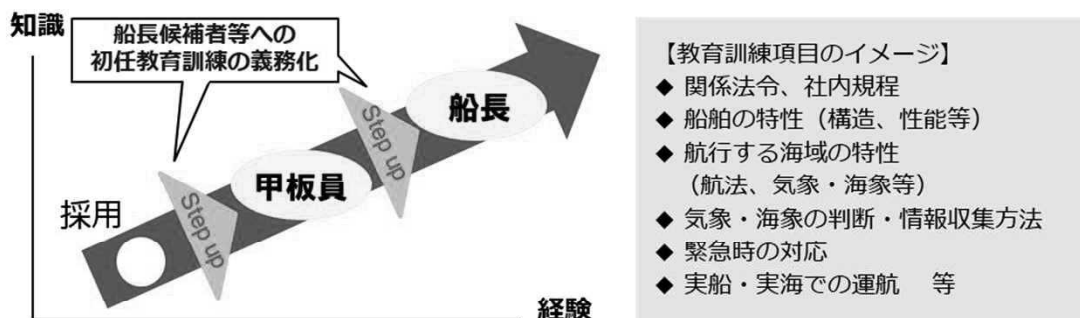 知識
船長候補者等への
初任教育訓練の義務化
船長
Step up
甲板員
Step up
採用
経験
【教育訓練項目のイメージ】
◆ 関係法令、社内規程
◆ 船舶の特性（構造、性能等）
◆ 航行する海域の特性
（航法、気象・海象等）
◆ 気象・海象の判断・情報収集方法
◆ 緊急時の対応
◆ 実船・実海での運航　等